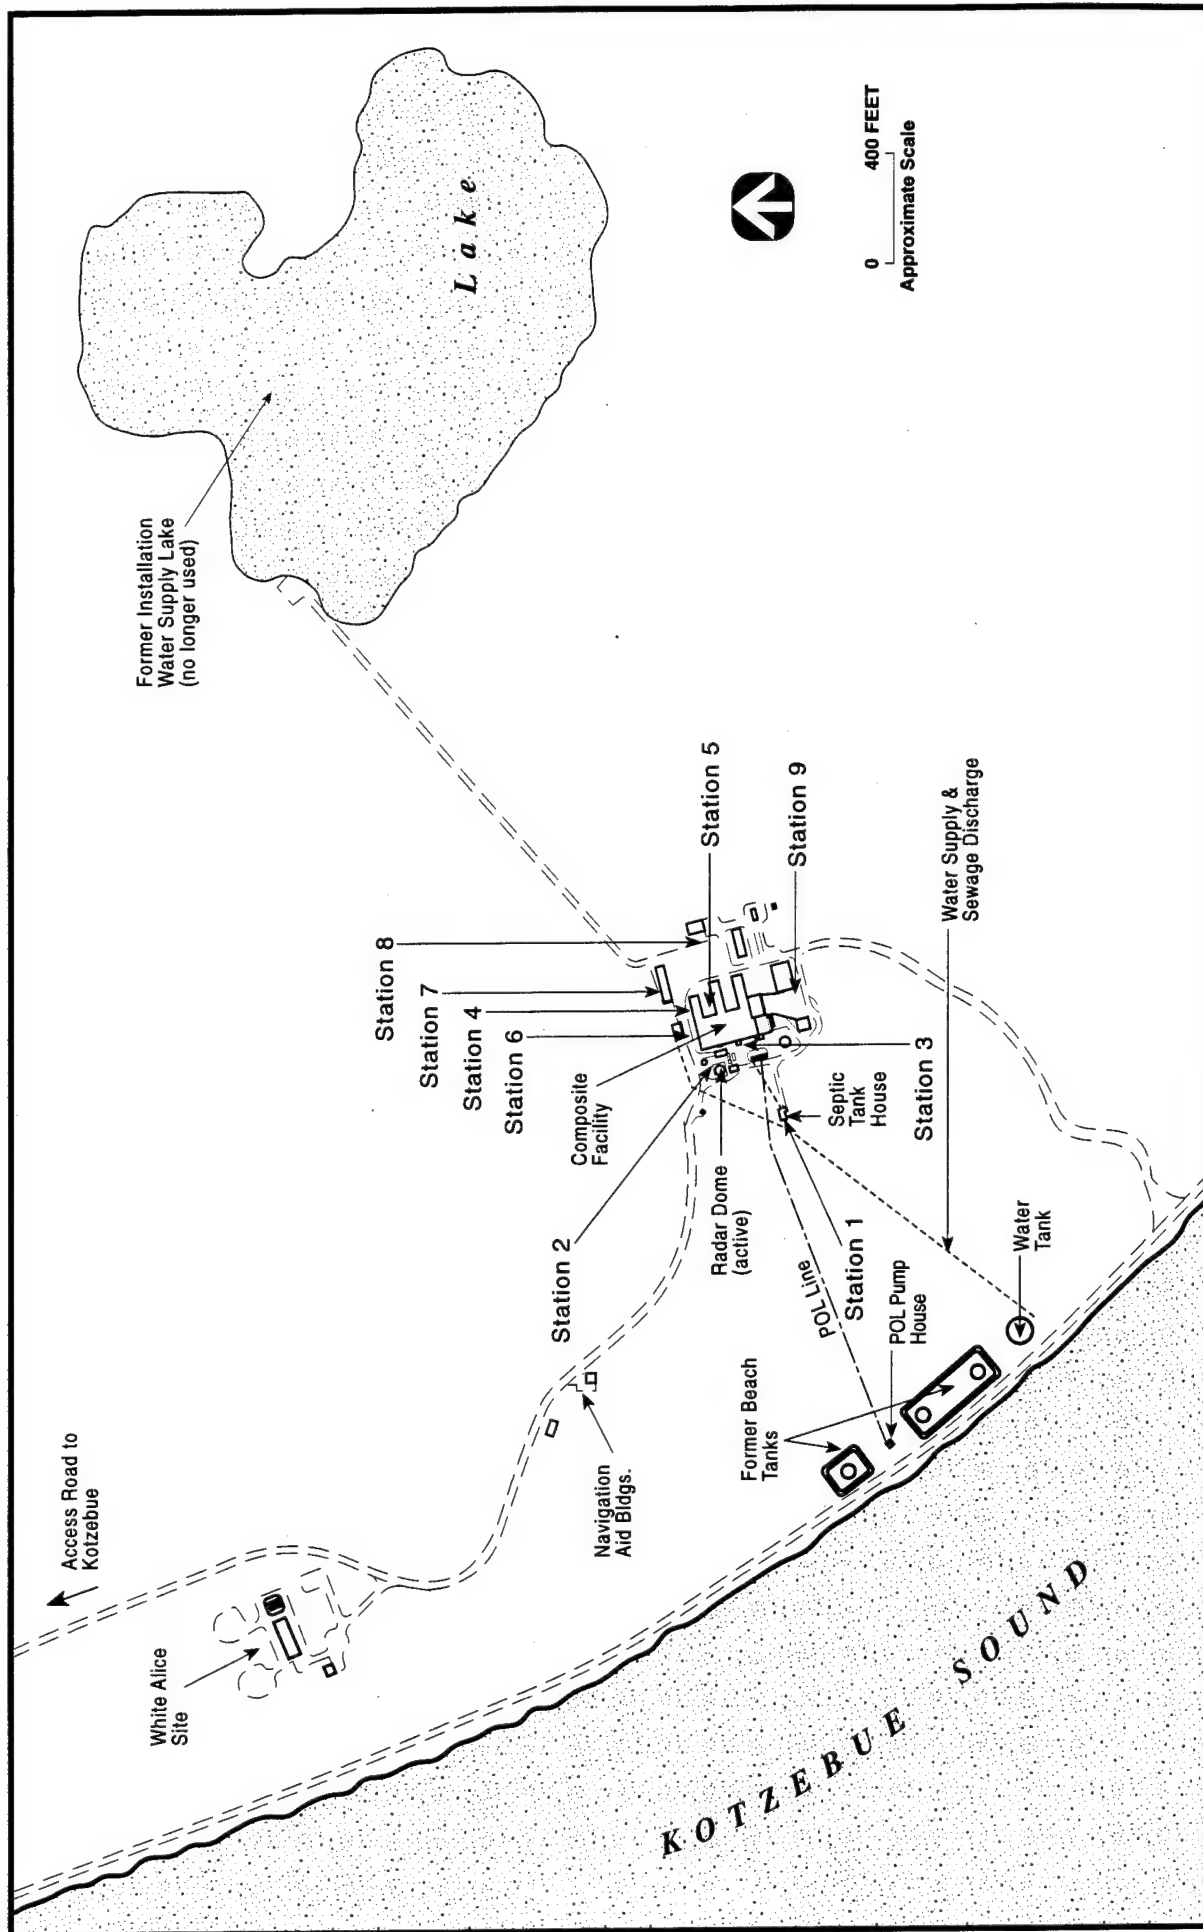 Access Road to
Kotzebue
White Alice
Site
Former Installation
Water Supply Lake
(no longer used)
Lake
Navigation
Aid Bldgs.
Station 8
Station 7
Station 4
Station 6
Composite
Facility
Station 2
Radar Dome
(active)
Station 5
Station 9
Septic
Tank
House
Station 3
Station 1
Water Supply &
Sewage Discharge
POL Line
POL Pump
House
Water
Tank
Former Beach
Tanks
KOTZEBUE SOUND
0 400 FEET
Approximate Scale